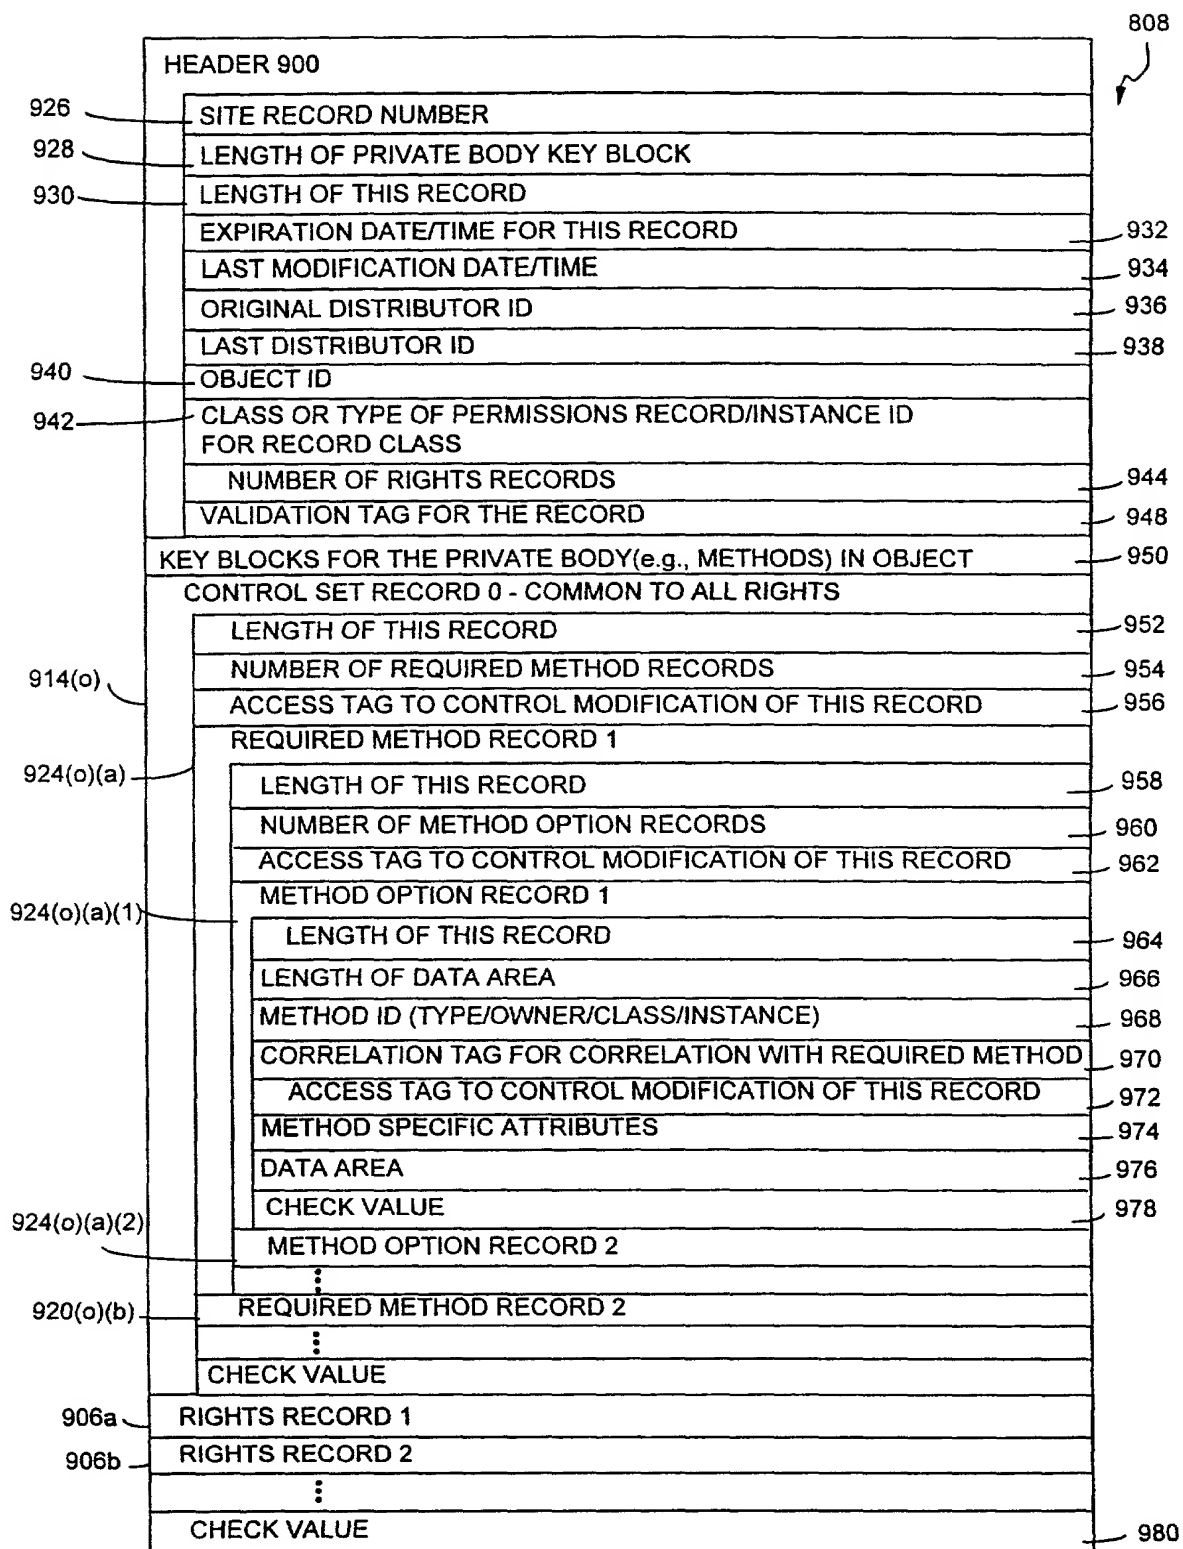 808
HEADER 900
926 SITE RECORD NUMBER
928 LENGTH OF PRIVATE BODY KEY BLOCK
930 LENGTH OF THIS RECORD
EXPIRATION DATE/TIME FOR THIS RECORD 932
LAST MODIFICATION DATE/TIME 934
ORIGINAL DISTRIBUTOR ID 936
LAST DISTRIBUTOR ID 938
940 OBJECT ID
942 CLASS OR TYPE OF PERMISSIONS RECORD/INSTANCE ID
FOR RECORD CLASS
NUMBER OF RIGHTS RECORDS 944
VALIDATION TAG FOR THE RECORD 948
KEY BLOCKS FOR THE PRIVATE BODY(e.g., METHODS) IN OBJECT 950
CONTROL SET RECORD 0 - COMMON TO ALL RIGHTS
LENGTH OF THIS RECORD 952
914(o) NUMBER OF REQUIRED METHOD RECORDS 954
ACCESS TAG TO CONTROL MODIFICATION OF THIS RECORD 956
REQUIRED METHOD RECORD 1
924(o)(a) LENGTH OF THIS RECORD 958
NUMBER OF METHOD OPTION RECORDS 960
ACCESS TAG TO CONTROL MODIFICATION OF THIS RECORD 962
924(o)(a)(1) METHOD OPTION RECORD 1
LENGTH OF THIS RECORD 964
LENGTH OF DATA AREA 966
METHOD ID (TYPE/OWNER/CLASS/INSTANCE) 968
CORRELATION TAG FOR CORRELATION WITH REQUIRED METHOD 970
ACCESS TAG TO CONTROL MODIFICATION OF THIS RECORD 972
METHOD SPECIFIC ATTRIBUTES 974
DATA AREA 976
CHECK VALUE 978
924(o)(a)(2) METHOD OPTION RECORD 2
920(o)(b) REQUIRED METHOD RECORD 2
CHECK VALUE
906a RIGHTS RECORD 1
906b RIGHTS RECORD 2
CHECK VALUE 980